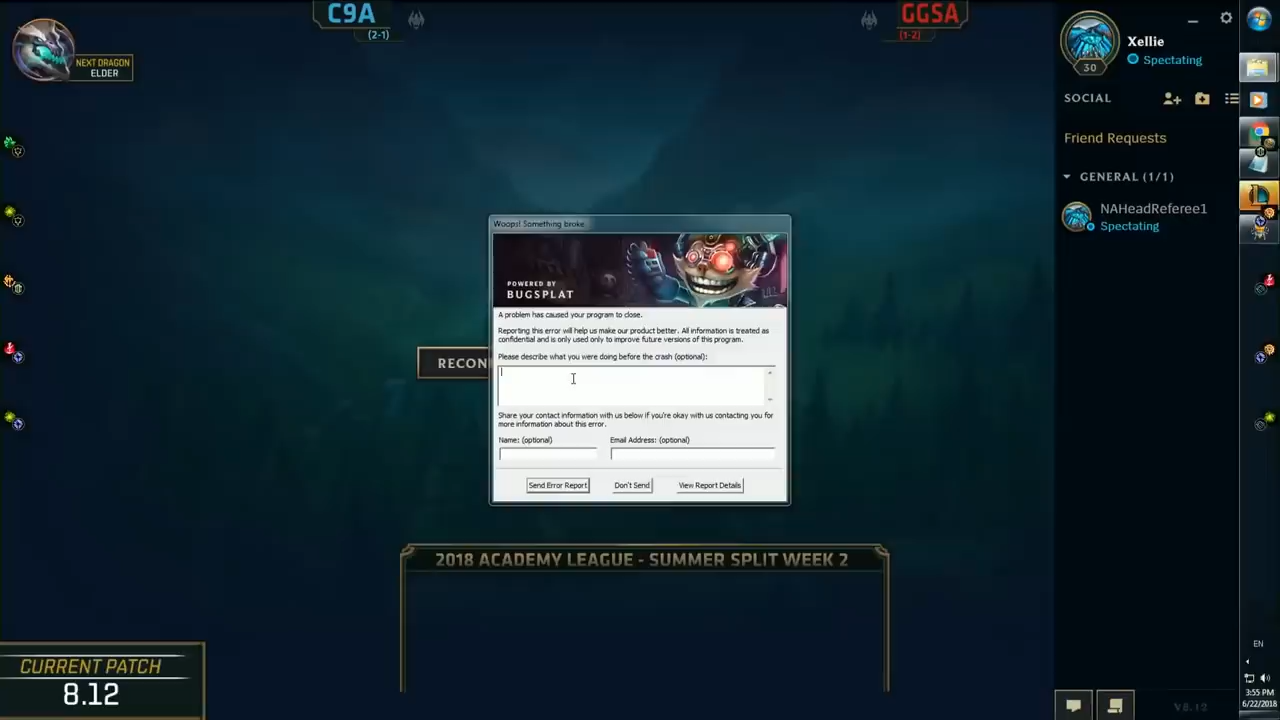 C9A
(2-1)
GGSA
(1-2)
NEXT DRAGON
ELDER
Xellie
30
Spectating
SOCIAL
Friend Requests
GENERAL (1/1)
NAHeadReferee1
Spectating
Woops! Something broke
POWERED BY
BUGSPLAT
A problem has caused your program to close.
Reporting this error will help us make our product better. All information is treated as
confidential and is only used only to improve future versions of this program.
Please describe what you were doing before the crash (optional):
RECON
Share your contact information with us below if you're okay with us contacting you for
more information about this error.
Name: (optional)
Email Address: (optional)
Send Error Report
Don't Send
View Report Details
2018 ACADEMY LEAGUE - SUMMER SPLIT WEEK 2
CURRENT PATCH
8.12
EN
V8.12
3:55 PM
6/22/2018